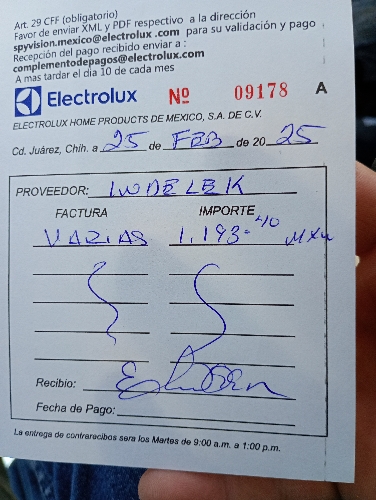 Art. 29 CFF (obligatorio)
Favor de enviar XML y PDF respectivo a la dirección
spyvision.mexico@electrolux.com para su validación y pago
Recepción del pago recibido enviar a :
complementodepagos@electrolux.com
A mas tardar el día 10 de cada mes
Electrolux Nº 09178 A
ELECTROLUX HOME PRODUCTS DE MEXICO, S.A. DE C.V.
Cd. Juárez, Chih. a 25 de FEB de 20 25
PROVEEDOR: INDELEK
FACTURA IMPORTE
VARIAS 1,193.40 MXN
Recibio:
Fecha de Pago:
La entrega de contrarecibos sera los Martes de 9:00 a.m. a 1:00 p.m.